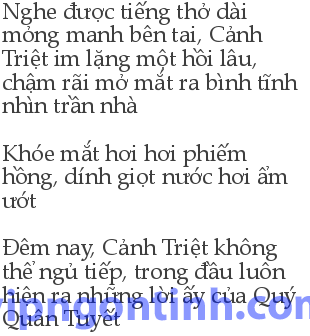 Nghe được tiếng thở dài
mỏng manh bên tai, Cảnh
Triệt im lặng một hồi lâu,
chậm rãi mở mắt ra bình tĩnh
nhìn trần nhà
Khóe mắt hơi hơi phiếm
hồng, dính giọt nước hơi ẩm
ướt
Đêm nay, Cảnh Triệt không
thể ngủ tiếp, trong đầu luôn
hiện ra những lời ấy của Quý
Quân Tuyết